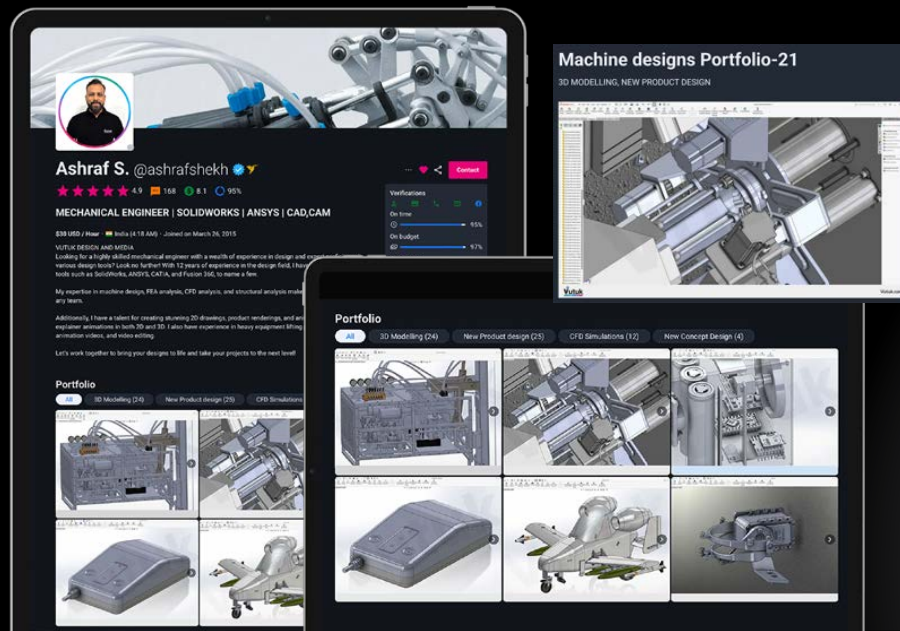 Ashraf S. @ashrafshekh
4.9 168 8.1 95%
Contact
MECHANICAL ENGINEER | SOLIDWORKS | ANSYS | CAD,CAM
$30 USD / Hour · India (4:18 AM) · Joined on March 26, 2015
VUTUK DESIGN AND MEDIA
Looking for a highly skilled mechanical engineer with a wealth of experience in design and
various design tools? Look no further! With 12 years of experience in the design field, I
tools such as SolidWorks, ANSYS, CATIA, and Fusion 360, to name a few.
My expertise in machine design, FEA analysis, CFD analysis, and structural analysis
any team.
Additionally, I have a talent for creating stunning 2D drawings, product renderings, and
explainer animations in both 2D and 3D. I also have experience in heavy equipment lifting
animation videos, and video editing.
Let's work together to bring your designs to life and take your projects to the next level!
Verifications
On time
95%
On budget
97%
Portfolio
All 3D Modelling (24) New Product design (25) CFD Simulations
Machine designs Portfolio-21
3D MODELLING, NEW PRODUCT DESIGN
Vutuk
Portfolio
All 3D Modelling (24) New Product design (25) CFD Simulations (12) New Concept Design (4)